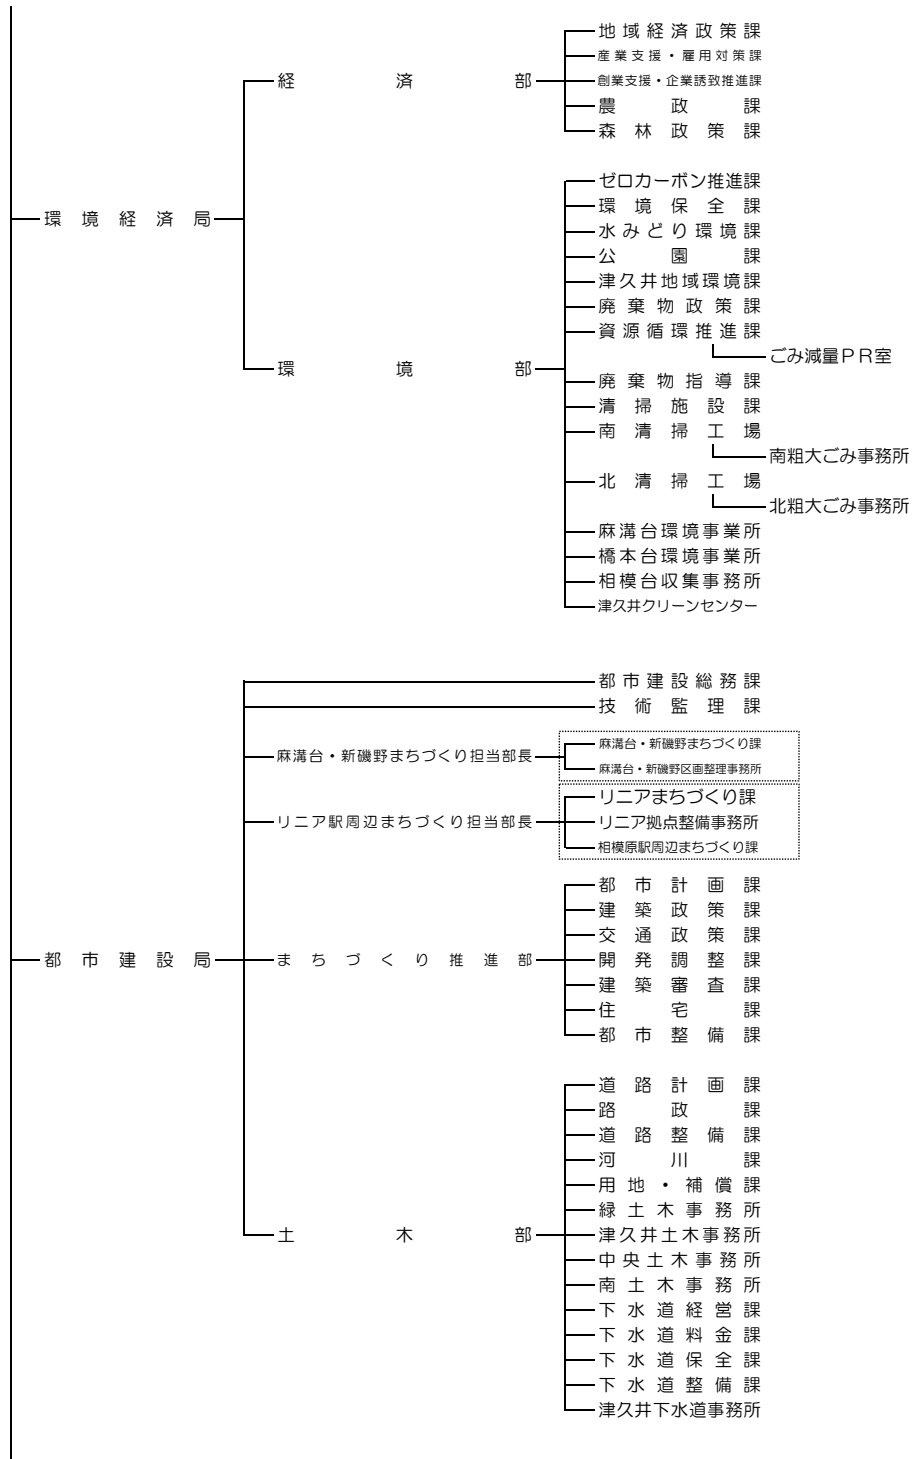 地域経済政策課
産業支援・雇用対策課
経済部
創業支援・企業誘致推進課
農政課
森林政策課
ゼロカーボン推進課
環境保全課
環境経済局
水みどり環境課
公園課
津久井地域環境課
廃棄物政策課
資源循環推進課
ごみ減量PR室
環境部
廃棄物指導課
清掃施設課
南清掃工場
南粗大ごみ事務所
北清掃工場
北粗大ごみ事務所
麻溝台環境事業所
橋本台環境事業所
相模台収集事務所
津久井クリーンセンター
都市建設総務課
技術監理課
麻溝台・新磯野まちづくり担当部長
麻溝台・新磯野まちづくり課
麻溝台・新磯野区画整理事務所
リニア駅周辺まちづくり担当部長
リニアまちづくり課
リニア拠点整備事務所
相模原駅周辺まちづくり課
都市計画課
建築政策課
交通政策課
都市建設局
まちづくり推進部
開発調整課
建築審査課
住宅課
都市整備課
道路計画課
路政課
道路整備課
河川課
用地・補償課
緑土木事務所
土木部
津久井土木事務所
中央土木事務所
南土木事務所
下水道経営課
下水道料金課
下水道保全課
下水道整備課
津久井下水道事務所